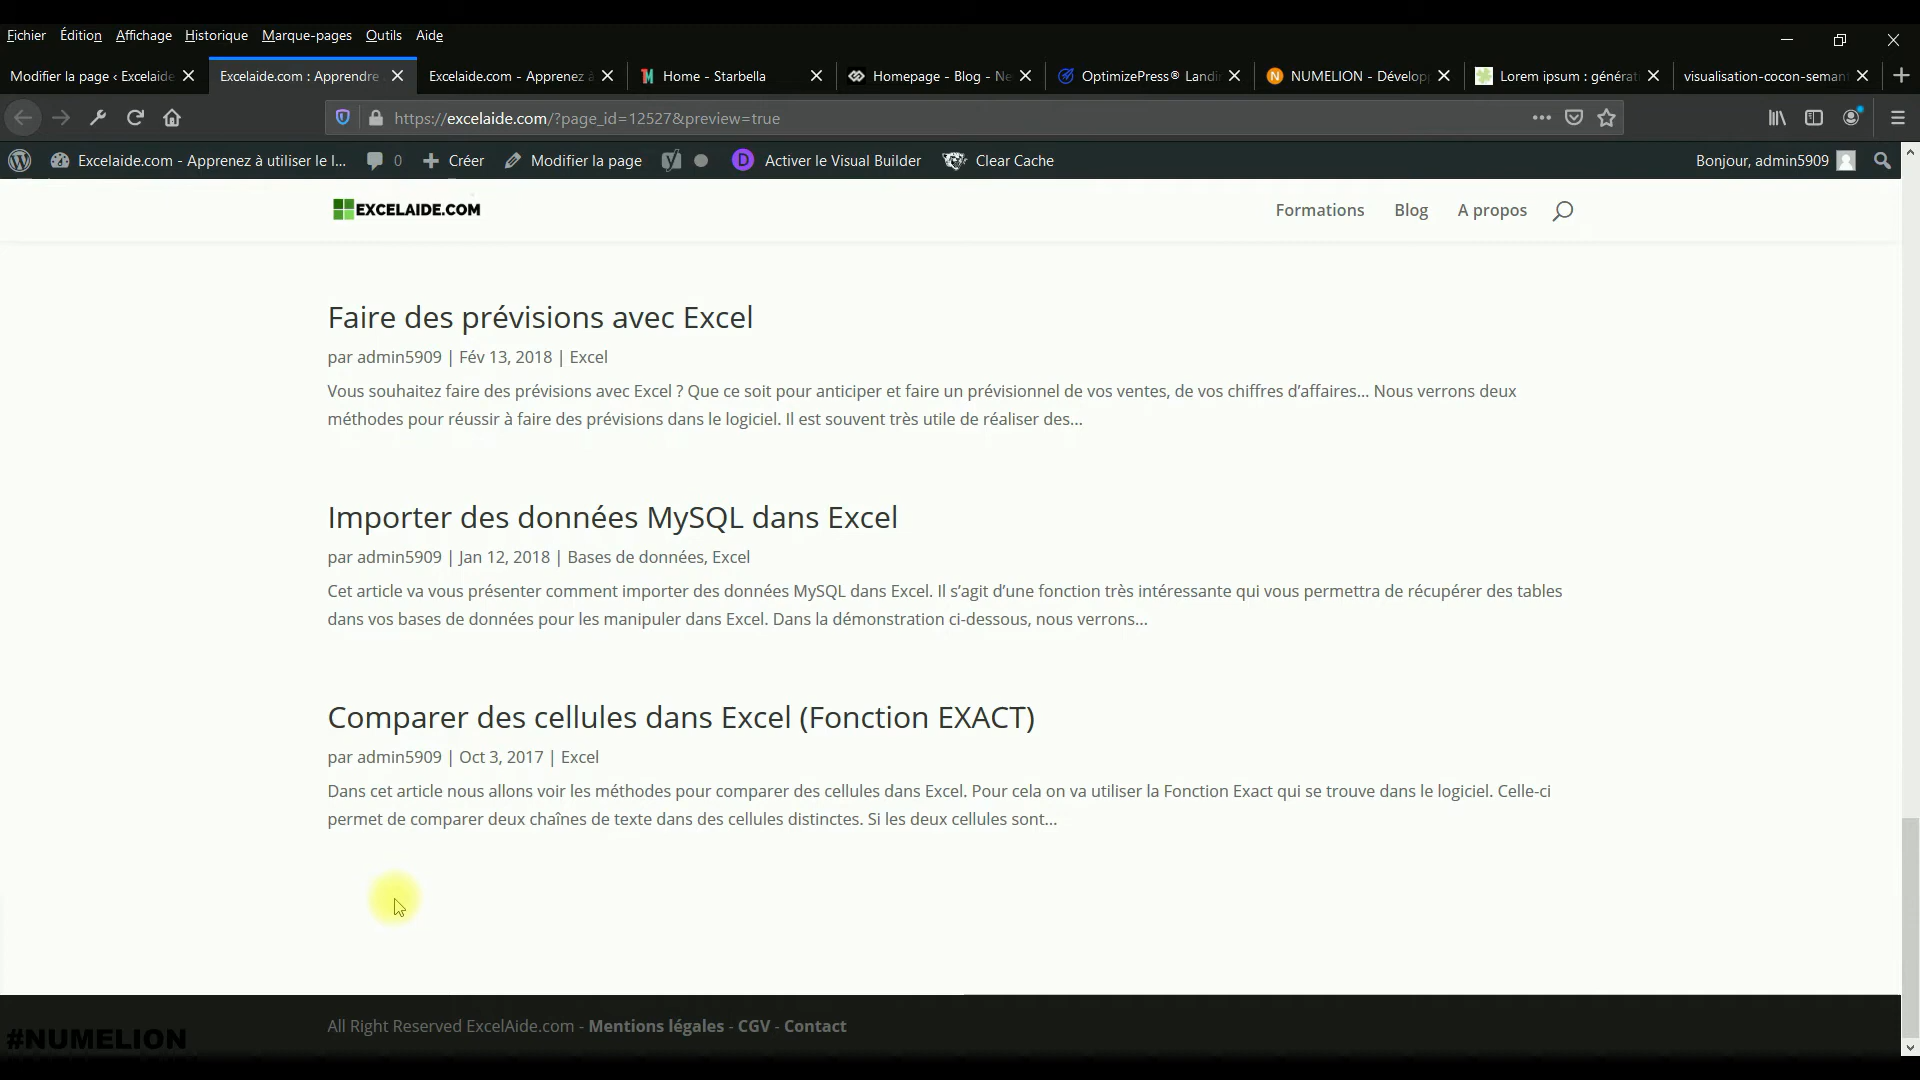 Fichier Édition Affichage Historique Marque-pages Outils Aide
Modifier la page ‹ Excelaide Excelaide.com : Apprendre Excelaide.com - Apprenez à Home - Starbella Homepage - Blog - Ne OptimizePress® Landi NUMELION - Dévelop Lorem ipsum : générat visualisation-cocon-seman
https://excelaide.com/?page_id=12527&preview=true
Excelaide.com - Apprenez à utiliser le l... 0 Créer Modifier la page Activer le Visual Builder Clear Cache Bonjour, admin5909
EXCELAIDE.COM Formations Blog A propos
Faire des prévisions avec Excel
par admin5909 | Fév 13, 2018 | Excel
Vous souhaitez faire des prévisions avec Excel ? Que ce soit pour anticiper et faire un prévisionnel de vos ventes, de vos chiffres d’affaires... Nous verrons deux
méthodes pour réussir à faire des prévisions dans le logiciel. Il est souvent très utile de réaliser des...
Importer des données MySQL dans Excel
par admin5909 | Jan 12, 2018 | Bases de données, Excel
Cet article va vous présenter comment importer des données MySQL dans Excel. Il s’agit d’une fonction très intéressante qui vous permettra de récupérer des tables
dans vos bases de données pour les manipuler dans Excel. Dans la démonstration ci-dessous, nous verrons...
Comparer des cellules dans Excel (Fonction EXACT)
par admin5909 | Oct 3, 2017 | Excel
Dans cet article nous allons voir les méthodes pour comparer des cellules dans Excel. Pour cela on va utiliser la Fonction Exact qui se trouve dans le logiciel. Celle-ci
permet de comparer deux chaînes de texte dans des cellules distinctes. Si les deux cellules sont...
All Right Reserved ExcelAide.com - Mentions légales - CGV - Contact
#NUMELION